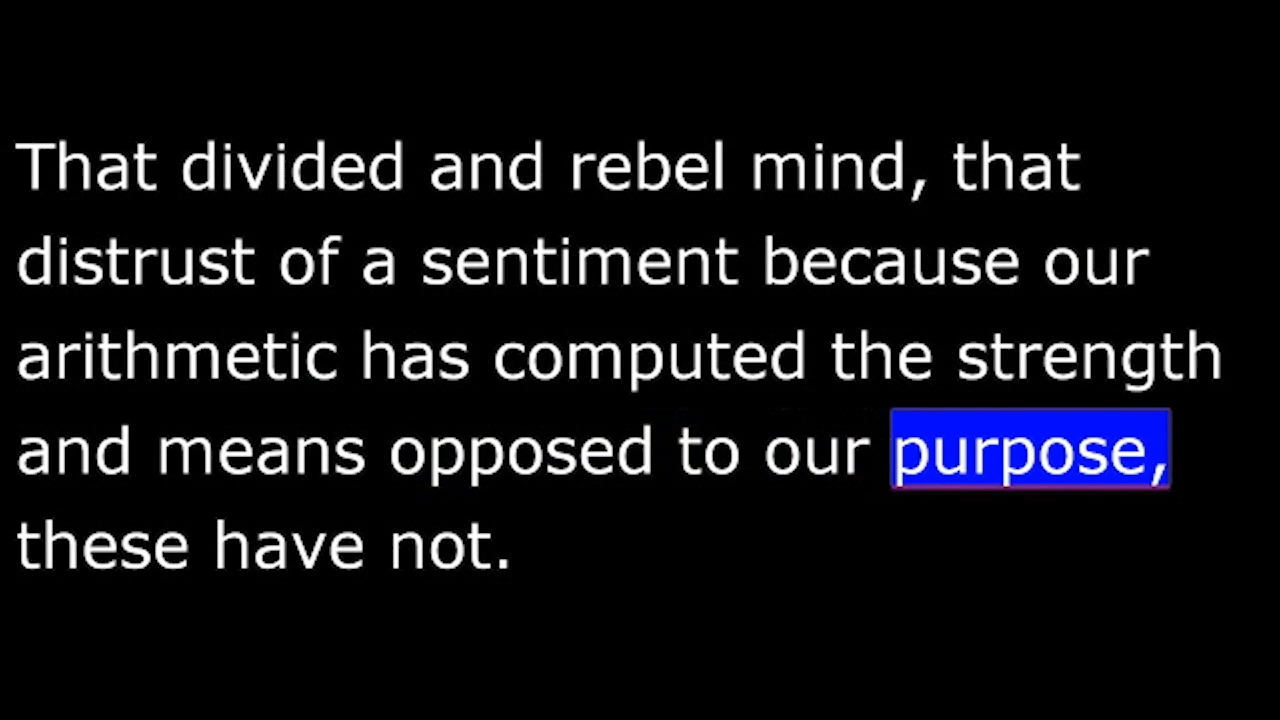 That divided and rebel mind, that
distrust of a sentiment because our
arithmetic has computed the strength
and means opposed to our purpose,
these have not.